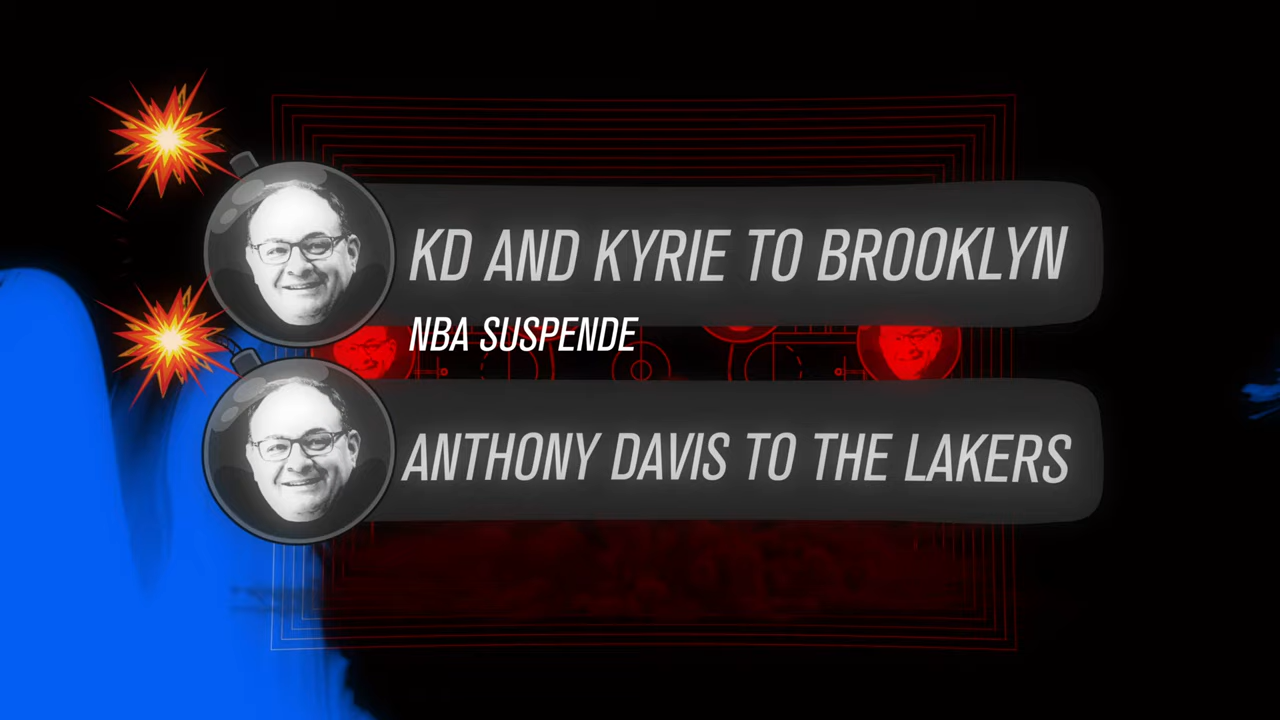 KD AND KYRIE TO BROOKLYN
NBA SUSPENDE
ANTHONY DAVIS TO THE LAKERS